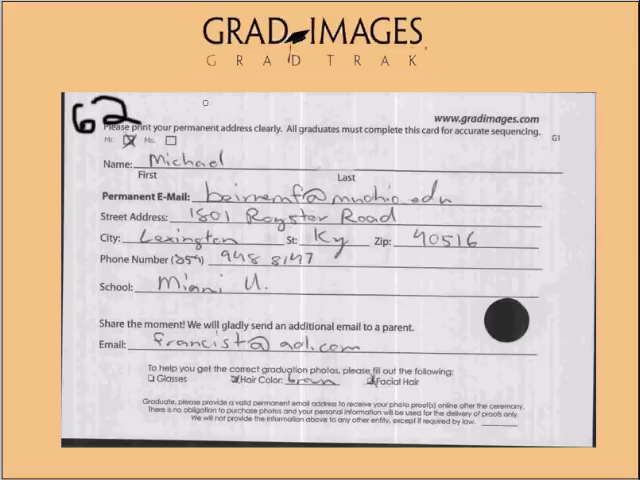 GRAD IMAGES
GRAD TRAK
62
www.gradimages.com
Please print your permanent address clearly. All graduates must complete this card for accurate sequencing.
G1
Mr. Ms.
Name: Michael
First Last
Permanent E-Mail: beirnemf@muohio.edu
Street Address: 1801 Royster Road
City: Lexington St: Ky Zip: 40516
Phone Number (859) 948 8147
School: Miami U.
Share the moment! We will gladly send an additional email to a parent.
Email: francist@aol.com
To help you get the correct graduation photos, please fill out the following:
Glasses Hair Color: brown Facial Hair
Graduate, please provide a valid permanent email address to receive your photo proof(s) online after the ceremony.
There is no obligation to purchase photos and your personal information will be used for the delivery of proofs only.
We will not provide the information above to any other entity, except if required by law.